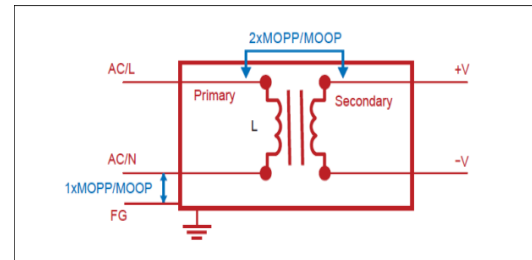 2xMOPP/MOOP
AC/L
+V
Primary
Secondary
L
AC/N
–V
1xMOPP/MOOP
FG